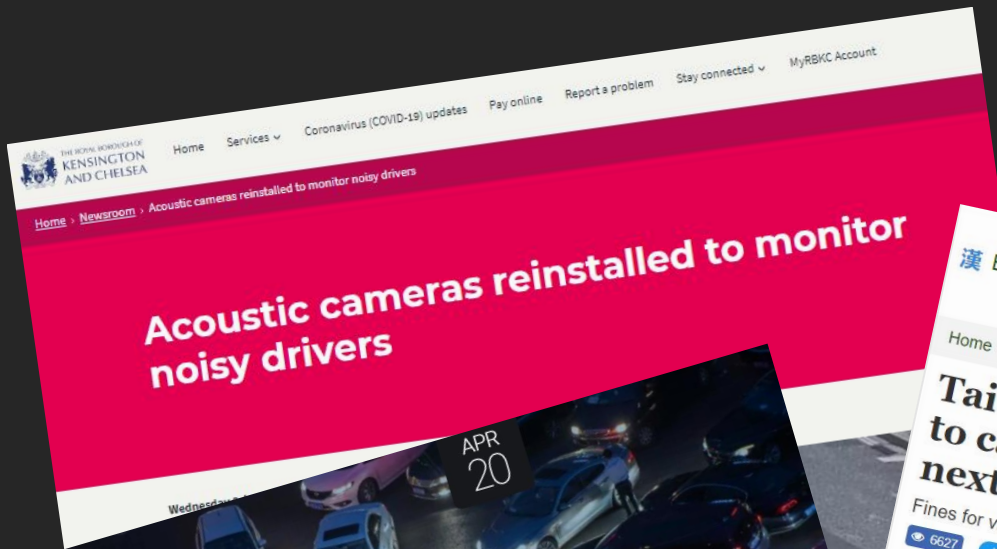 THE ROYAL BOROUGH OF
KENSINGTON
AND CHELSEA
Home Services Coronavirus (COVID-19) updates Pay online Report a problem Stay connected MyRBKC Account
Home › Newsroom › Acoustic cameras reinstalled to monitor noisy drivers
Acoustic cameras reinstalled to monitor
noisy drivers
APR
20
漢
Home
Tai
to c
next
Fines for v
6627